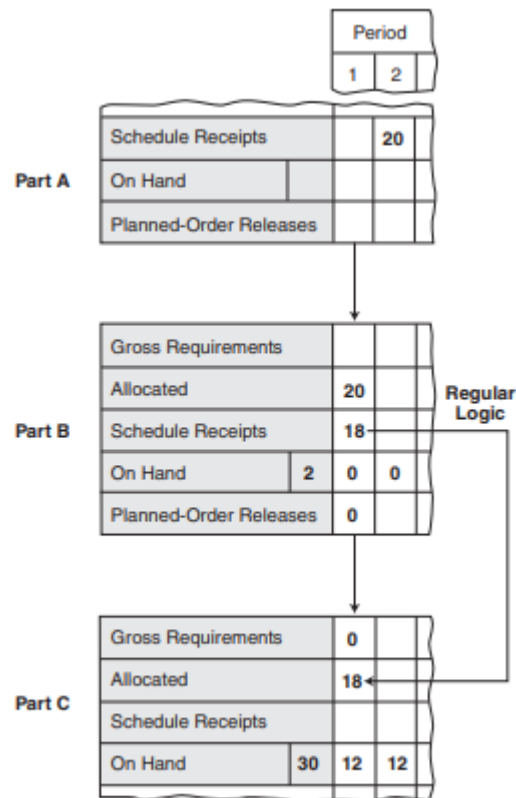 Period
1 2
Schedule Receipts 20
Part A
On Hand
Planned-Order Releases
Gross Requirements
Allocated 20
Regular
Logic
Part B
Schedule Receipts 18
On Hand 2 0 0
Planned-Order Releases 0
Gross Requirements 0
Allocated 18
Part C
Schedule Receipts
On Hand 30 12 12